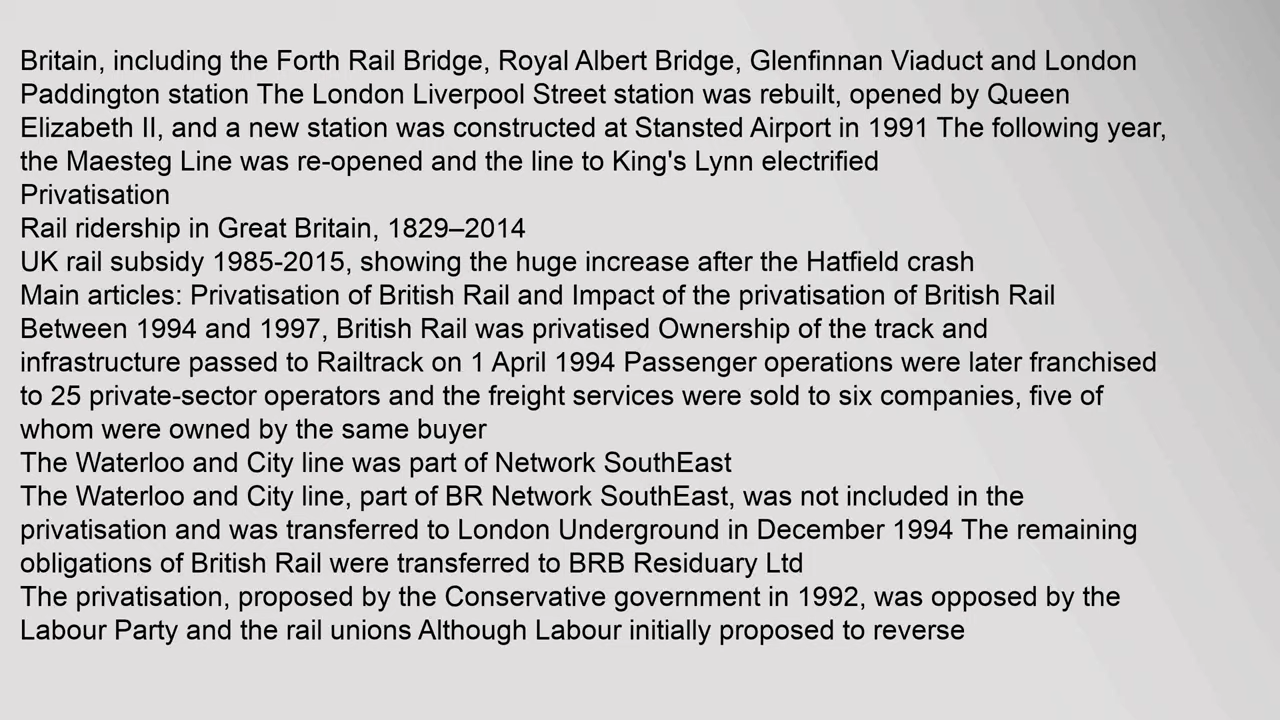 Britain, including the Forth Rail Bridge, Royal Albert Bridge, Glenfinnan Viaduct and London
Paddington station The London Liverpool Street station was rebuilt, opened by Queen
Elizabeth II, and a new station was constructed at Stansted Airport in 1991 The following year,
the Maesteg Line was re-opened and the line to King's Lynn electrified
Privatisation
Rail ridership in Great Britain, 1829–2014
UK rail subsidy 1985-2015, showing the huge increase after the Hatfield crash
Main articles: Privatisation of British Rail and Impact of the privatisation of British Rail
Between 1994 and 1997, British Rail was privatised Ownership of the track and
infrastructure passed to Railtrack on 1 April 1994 Passenger operations were later franchised
to 25 private-sector operators and the freight services were sold to six companies, five of
whom were owned by the same buyer
The Waterloo and City line was part of Network SouthEast
The Waterloo and City line, part of BR Network SouthEast, was not included in the
privatisation and was transferred to London Underground in December 1994 The remaining
obligations of British Rail were transferred to BRB Residuary Ltd
The privatisation, proposed by the Conservative government in 1992, was opposed by the
Labour Party and the rail unions Although Labour initially proposed to reverse